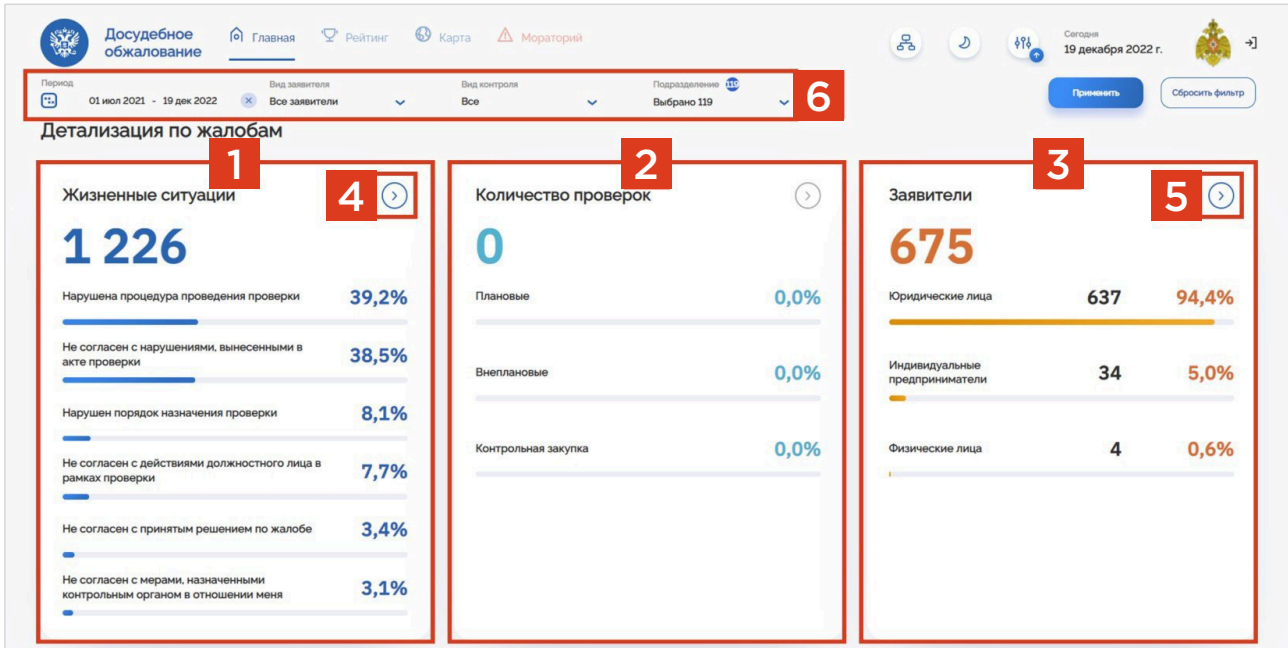 Досудебное
обжалование
Главная
Рейтинг
Карта
Мораторий
Сегодня
19 декабря 2022 г.
Период
01 июл 2021 - 19 дек 2022
Вид заявителя
Все заявители
Вид контроля
Все
Подразделение 119
Выбрано 119
6
Применить
Сбросить фильтр
Детализация по жалобам
1
Жизненные ситуации
4
1 226
Нарушена процедура проведения проверки 39,2%
Не согласен с нарушениями, вынесенными в
акте проверки 38,5%
Нарушен порядок назначения проверки 8,1%
Не согласен с действиями должностного лица в
рамках проверки 7,7%
Не согласен с принятым решением по жалобе 3,4%
Не согласен с мерами, назначенными
контрольным органом в отношении меня 3,1%
2
Количество проверок
0
Плановые 0,0%
Внеплановые 0,0%
Контрольная закупка 0,0%
3
Заявители
5
675
Юридические лица 637 94,4%
Индивидуальные
предприниматели 34 5,0%
Физические лица 4 0,6%